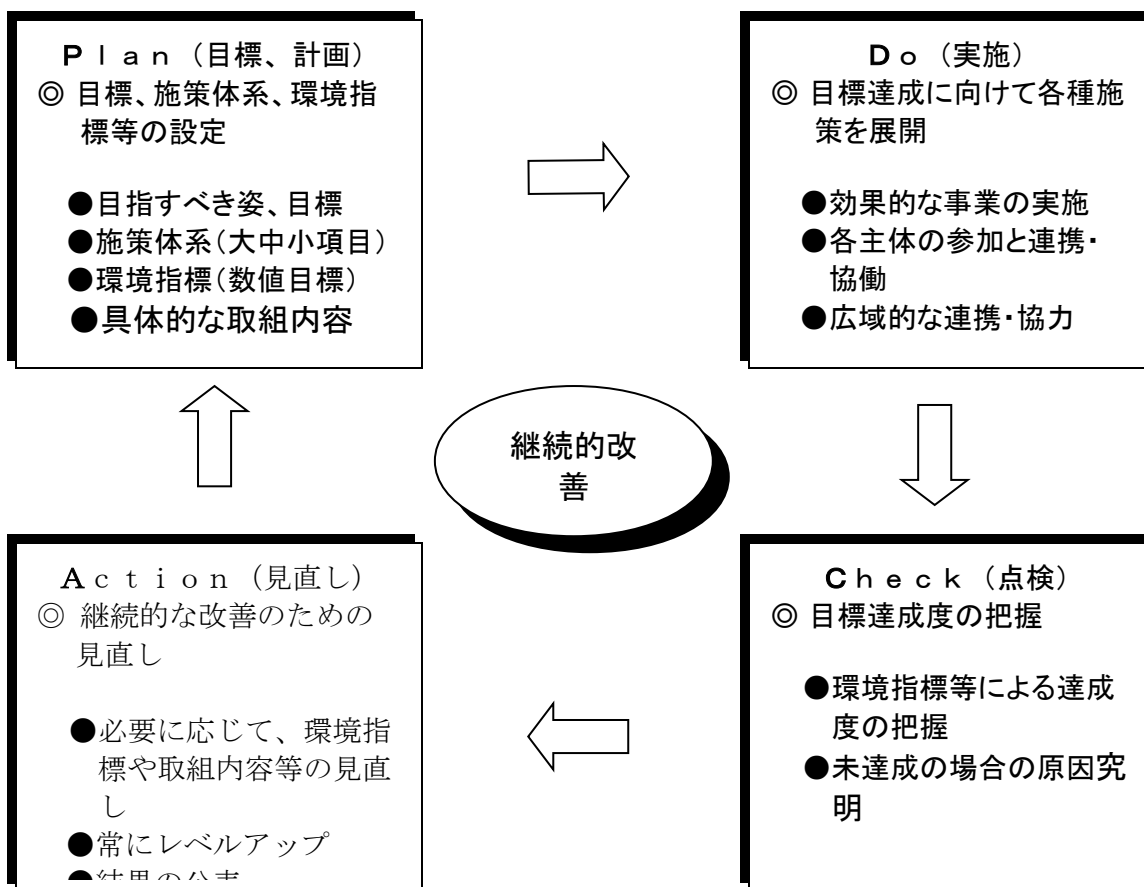 Ｐｌａｎ（目標、計画）
◎ 目標、施策体系、環境指
標等の設定
●目指すべき姿、目標
●施策体系（大中小項目）
●環境指標（数値目標）
●具体的な取組内容
Ｄｏ（実施）
◎ 目標達成に向けて各種施
策を展開
●効果的な事業の実施
●各主体の参加と連携・
協働
●広域的な連携・協力
継続的改
善
Ａｃｔｉｏｎ（見直し）
◎ 継続的な改善のための
見直し
●必要に応じて、環境指
標や取組内容等の見直
し
●常にレベルアップ
●結果の公表
Ｃｈｅｃｋ（点検）
◎ 目標達成度の把握
●環境指標等による達成
度の把握
●未達成の場合の原因究
明